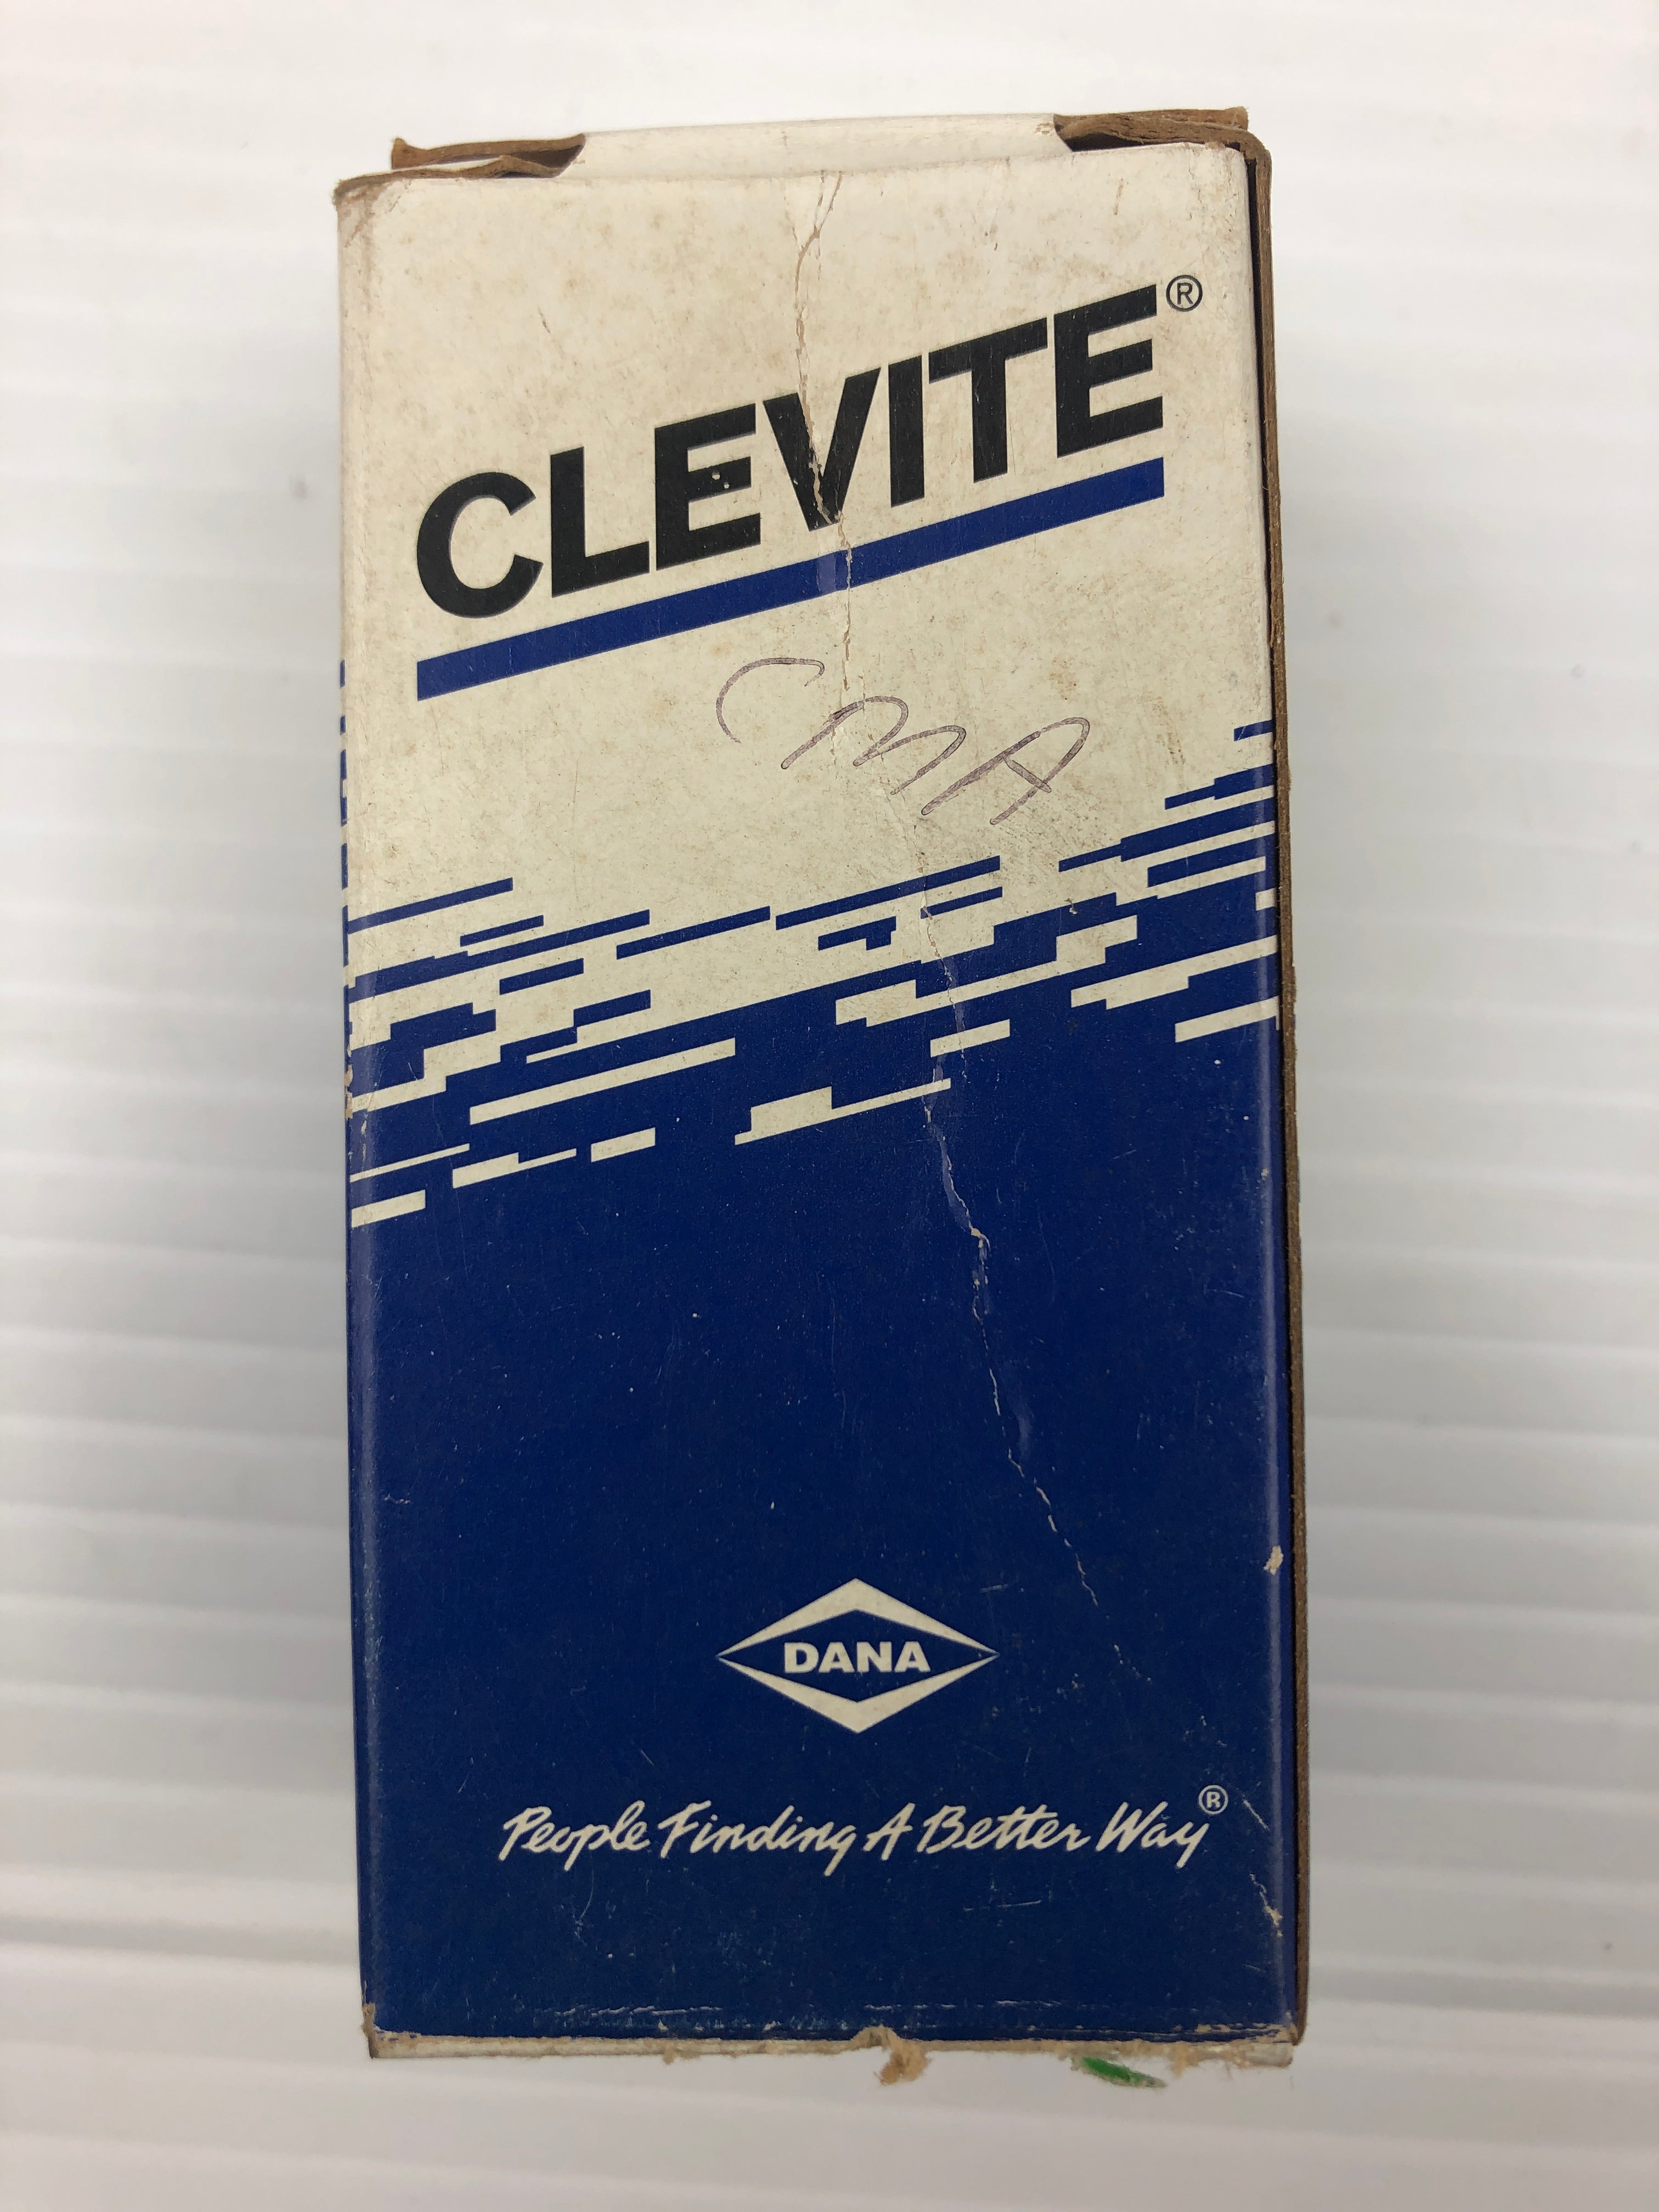 CLEVITE®
CMA
DANA
People Finding A Better Way®